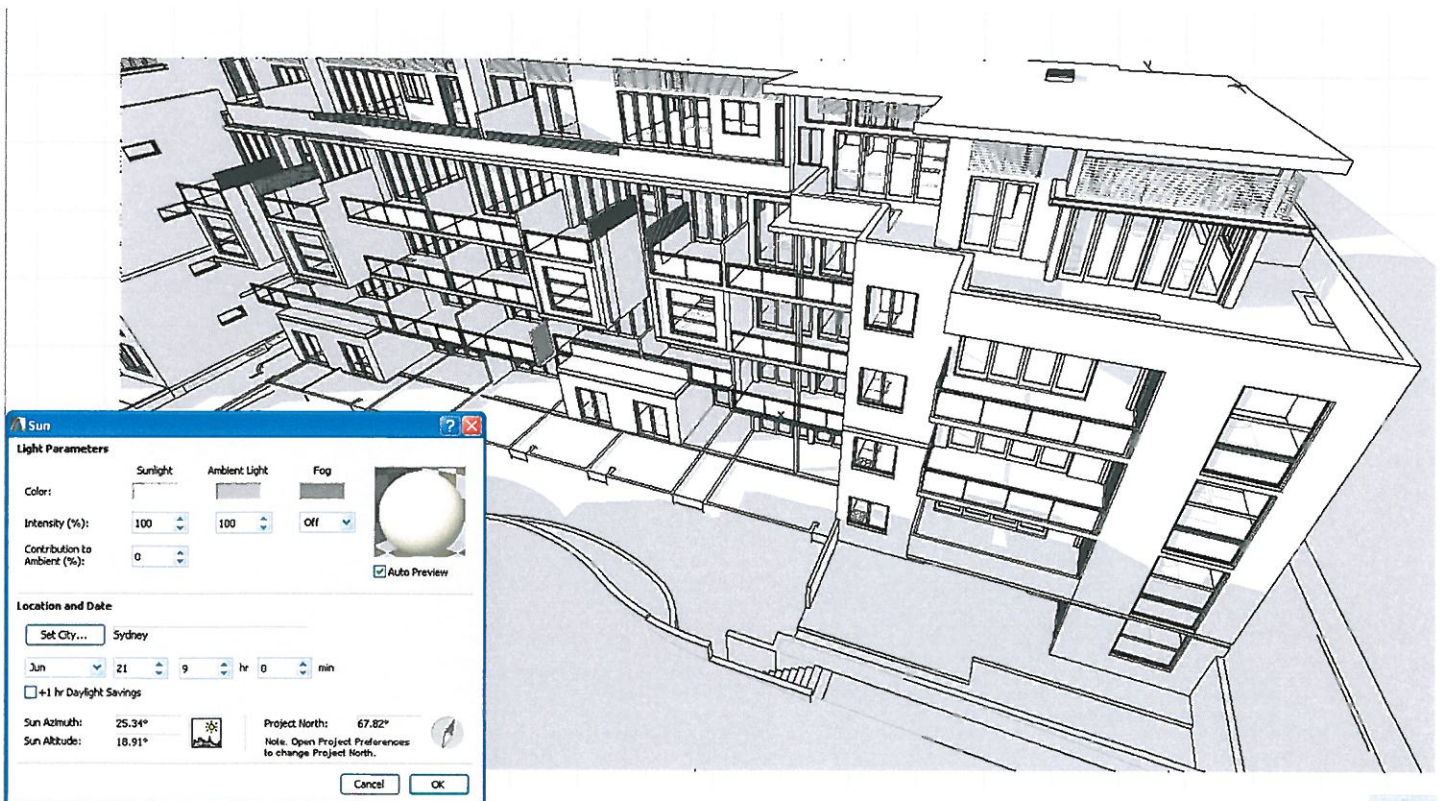 Sun
Light Parameters
Sunlight Ambient Light Fog
Color:
Intensity (%): 100 100 Off
Contribution to
Ambient (%): 0
Auto Preview
Location and Date
Set City... Sydney
Jun 21 9 hr 0 min
+1 hr Daylight Savings
Sun Azimuth: 25.34° Project North: 67.82°
Sun Altitude: 18.91° Note. Open Project Preferences
to change Project North.
Cancel OK